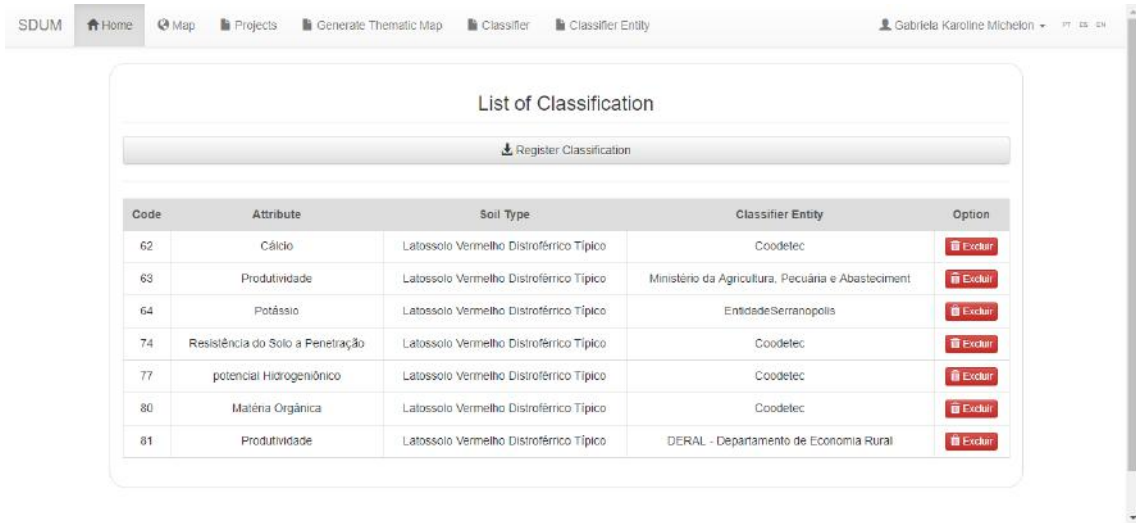 SDUM Home Map Projects Generate Thematic Map Classifier Classifier Entity Gabriela Karoline Michelon PT ES EN
List of Classification
Register Classification
Code Attribute Soil Type Classifier Entity Option
62 Cálcio Latossolo Vermelho Distroférrico Típico Coodetec Excluir
63 Produtividade Latossolo Vermelho Distroférrico Típico Ministério da Agricultura, Pecuária e Abasteciment Excluir
64 Potássio Latossolo Vermelho Distroférrico Típico EntidadeSerranopolis Excluir
74 Resistência do Solo a Penetração Latossolo Vermelho Distroférrico Típico Coodetec Excluir
77 potencial Hidrogeniônico Latossolo Vermelho Distroférrico Típico Coodetec Excluir
80 Matéria Orgânica Latossolo Vermelho Distroférrico Típico Coodetec Excluir
81 Produtividade Latossolo Vermelho Distroférrico Típico DERAL - Departamento de Economia Rural Excluir